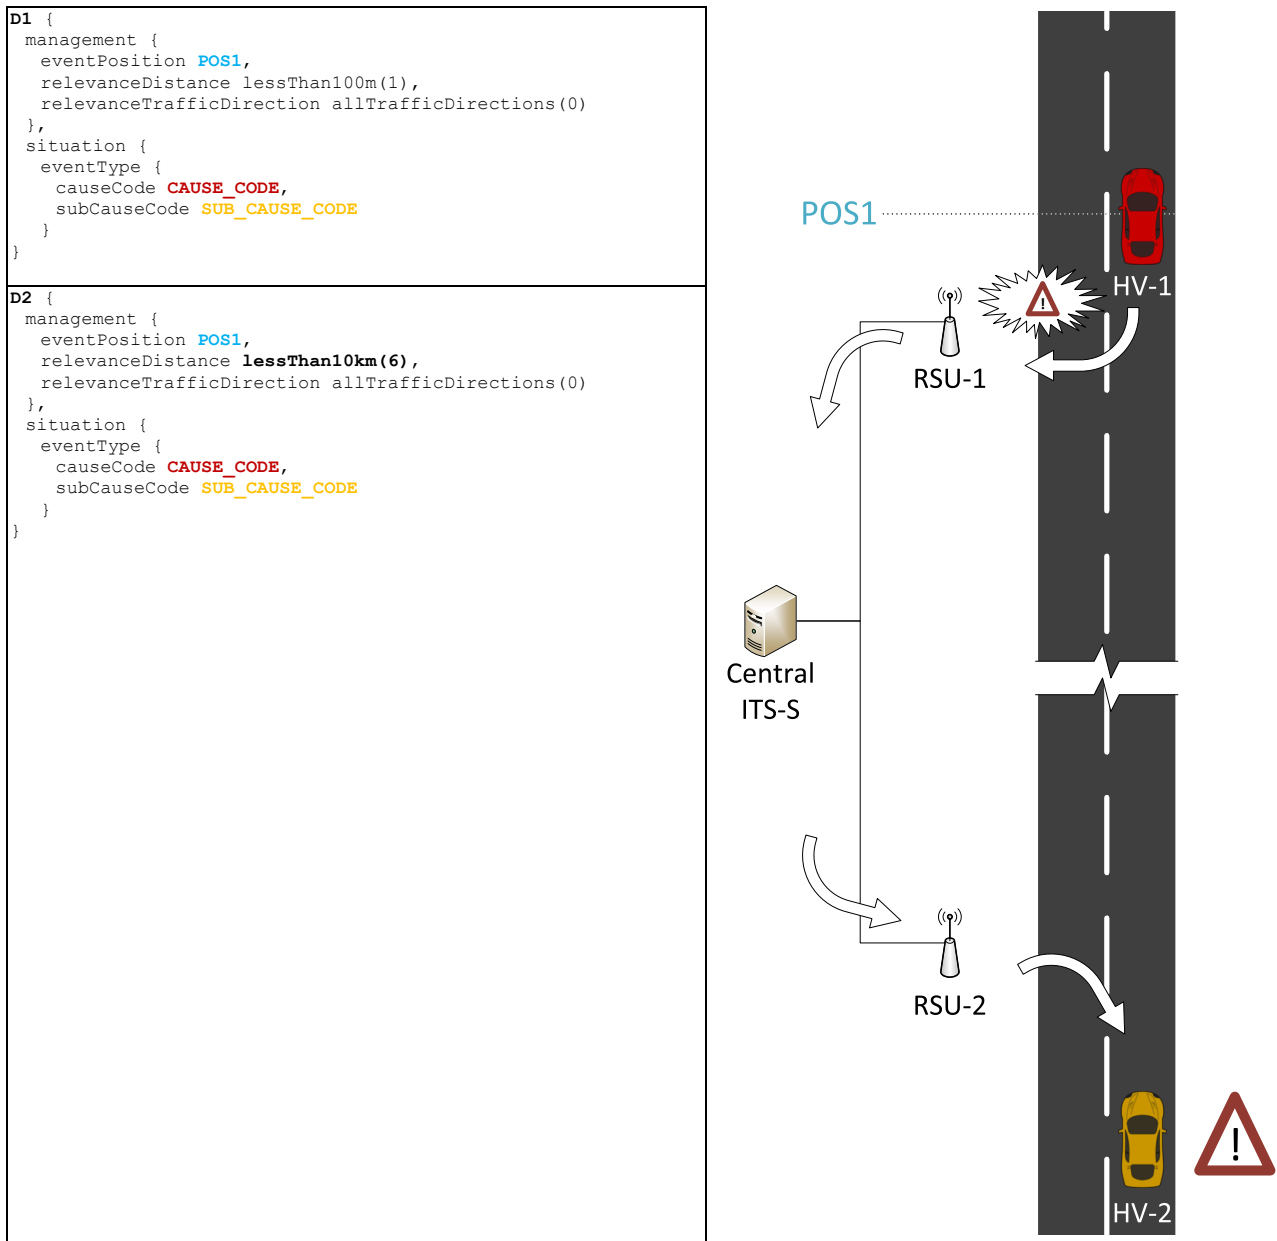 D1 {
management {
eventPosition POS1,
relevanceDistance lessThan100m(1),
relevanceTrafficDirection allTrafficDirections(0)
},
situation {
eventType {
causeCode CAUSE_CODE,
subCauseCode SUB_CAUSE_CODE
}
}
D2 {
management {
eventPosition POS1,
relevanceDistance lessThan10km(6),
relevanceTrafficDirection allTrafficDirections(0)
},
situation {
eventType {
causeCode CAUSE_CODE,
subCauseCode SUB_CAUSE_CODE
}
}
POS1
!
HV-1
RSU-1
Central
ITS-S
RSU-2
!
HV-2